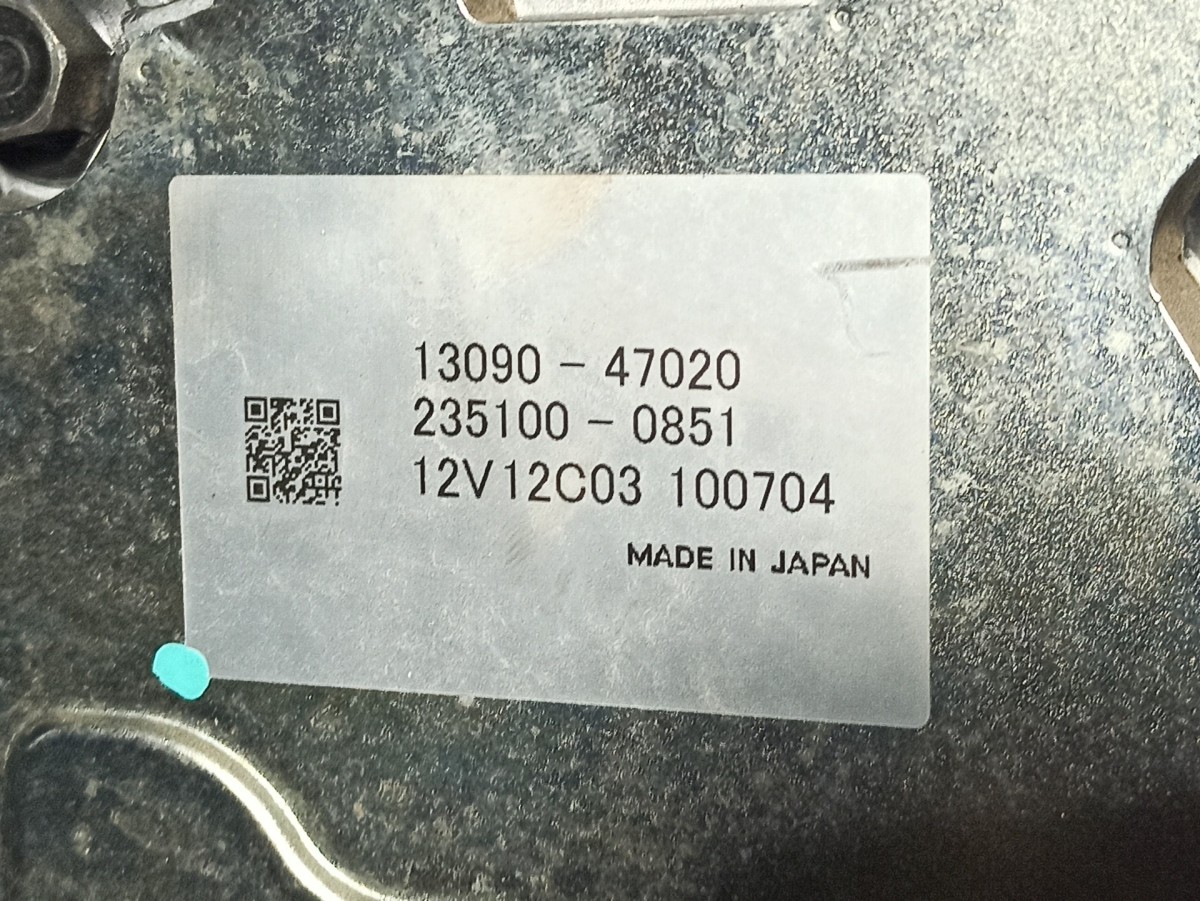 13090 - 47020
235100 - 0851
12V12C03 100704
MADE IN JAPAN